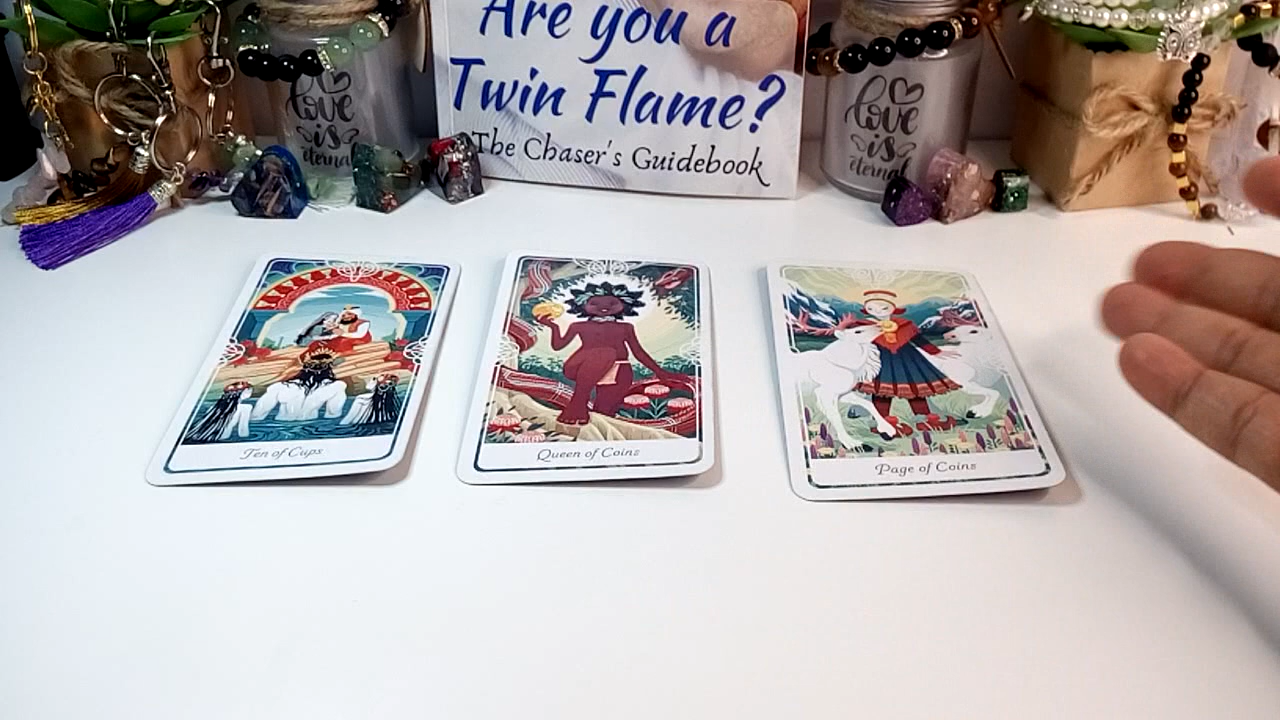 Are you a
Twin Flame?
The Chaser's Guidebook
love
is
eternal
love
is
eternal
Ten of Cups
Queen of Coins
Page of Coins